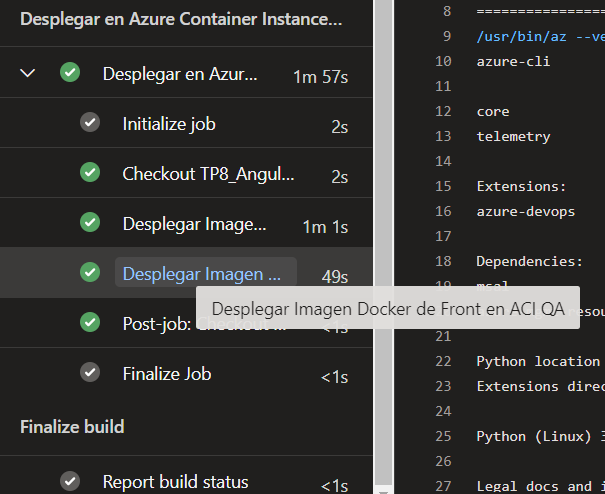 Desplegar en Azure Container Instance...
Desplegar en Azur... 1m 57s
Initialize job 2s
Checkout TP8_Angul... 2s
Desplegar Image... 1m 1s
Desplegar Imagen ... 49s
Desplegar Imagen Docker de Front en ACI QA
Post-job: Checkout <1s
Finalize Job <1s
Finalize build
Report build status <1s
8 ================
9 /usr/bin/az --ve
10 azure-cli
11
12 core
13 telemetry
14
15 Extensions:
16 azure-devops
17
18 Dependencies:
19 msal
21
22 Python location
23 Extensions direc
24
25 Python (Linux) 3
26
27 Legal docs and i